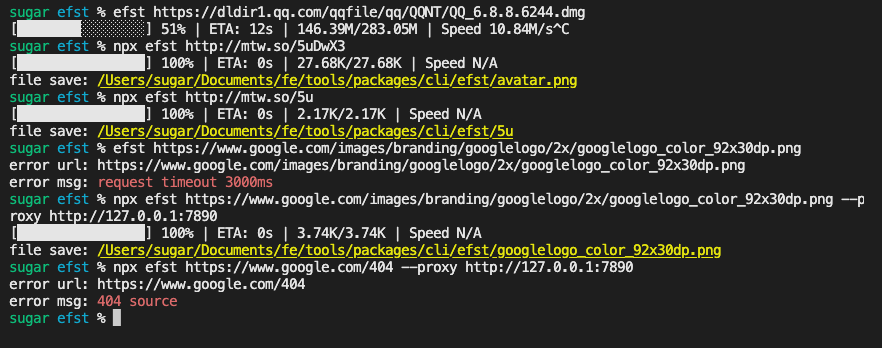 sugar efst % efst https://dldir1.qq.com/qqfile/qq/QQNT/QQ_6.8.8.6244.dmg
[███████░░░░░░░] 51% | ETA: 12s | 146.39M/283.05M | Speed 10.84M/s^C
sugar efst % npx efst http://mtw.so/5uDwX3
[██████████████] 100% | ETA: 0s | 27.68K/27.68K | Speed N/A
file save: /Users/sugar/Documents/fe/tools/packages/cli/efst/avatar.png
sugar efst % npx efst http://mtw.so/5u
[██████████████] 100% | ETA: 0s | 2.17K/2.17K | Speed N/A
file save: /Users/sugar/Documents/fe/tools/packages/cli/efst/5u
sugar efst % efst https://www.google.com/images/branding/googlelogo/2x/googlelogo_color_92x30dp.png
error url: https://www.google.com/images/branding/googlelogo/2x/googlelogo_color_92x30dp.png
error msg: request timeout 3000ms
sugar efst % npx efst https://www.google.com/images/branding/googlelogo/2x/googlelogo_color_92x30dp.png --p
roxy http://127.0.0.1:7890
[██████████████] 100% | ETA: 0s | 3.74K/3.74K | Speed N/A
file save: /Users/sugar/Documents/fe/tools/packages/cli/efst/googlelogo_color_92x30dp.png
sugar efst % npx efst https://www.google.com/404 --proxy http://127.0.0.1:7890
error url: https://www.google.com/404
error msg: 404 source
sugar efst %